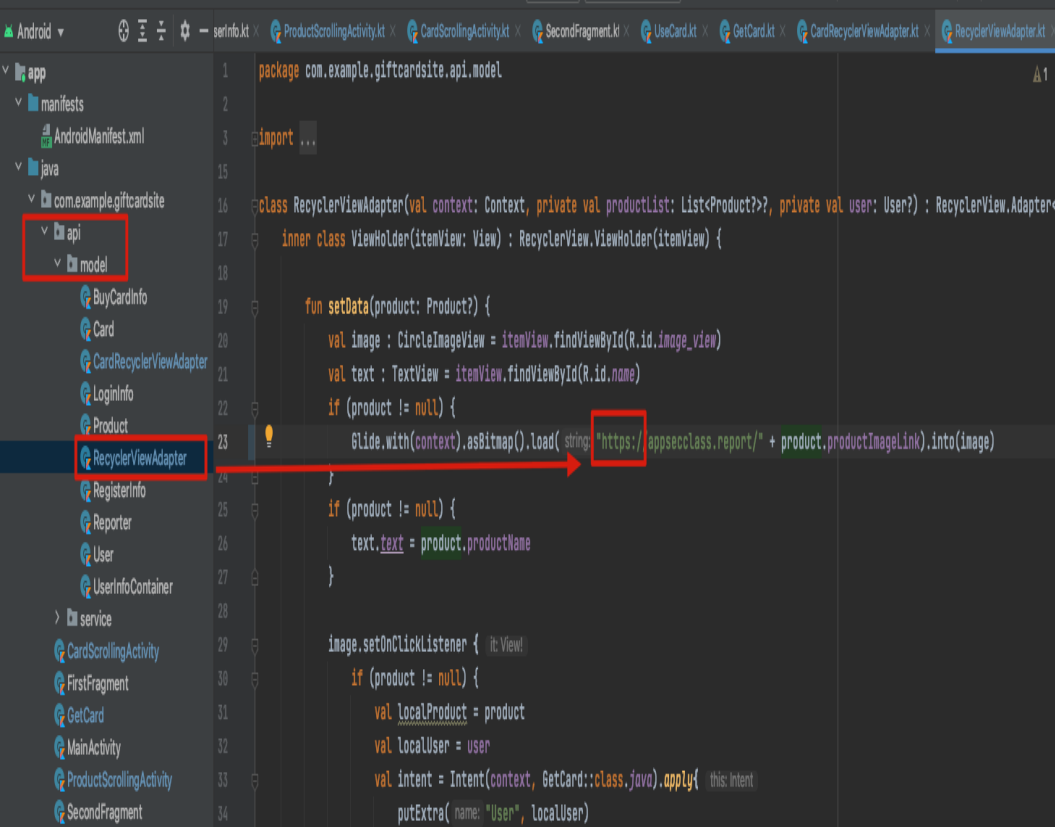 Android
serInfo.kt
ProductScrollingActivity.kt
CardScrollingActivity.kt
SecondFragment.kt
UseCard.kt
GetCard.kt
CardRecyclerViewAdapter.kt
RecyclerViewAdapter.kt
app
manifests
AndroidManifest.xml
java
com.example.giftcardsite
api
model
BuyCardInfo
Card
CardRecyclerViewAdapter
LoginInfo
Product
RecyclerViewAdapter
RegisterInfo
Reporter
User
UserInfoContainer
service
CardScrollingActivity
FirstFragment
GetCard
MainActivity
ProductScrollingActivity
SecondFragment
1 package com.example.giftcardsite.api.model
1
2
3 import ...
15
16 class RecyclerViewAdapter(val context: Context, private val productList: List<Product?>?, private val user: User?) : RecyclerView.Adapter<
17 inner class ViewHolder(itemView: View) : RecyclerView.ViewHolder(itemView) {
18
19 fun setData(product: Product?) {
20 val image : CircleImageView = itemView.findViewById(R.id.image_view)
21 val text : TextView = itemView.findViewById(R.id.name)
22 if (product != null) {
23 Glide.with(context).asBitmap().load( string: "https://appsecclass.report/" + product.productImageLink).into(image)
24 }
25 if (product != null) {
26 text.text = product.productName
27 }
28
29 image.setOnClickListener { it: View!
30 if (product != null) {
31 val localProduct = product
32 val localUser = user
33 val intent = Intent(context, GetCard::class.java).apply{ this: Intent
34 putExtra( name: "User", localUser)